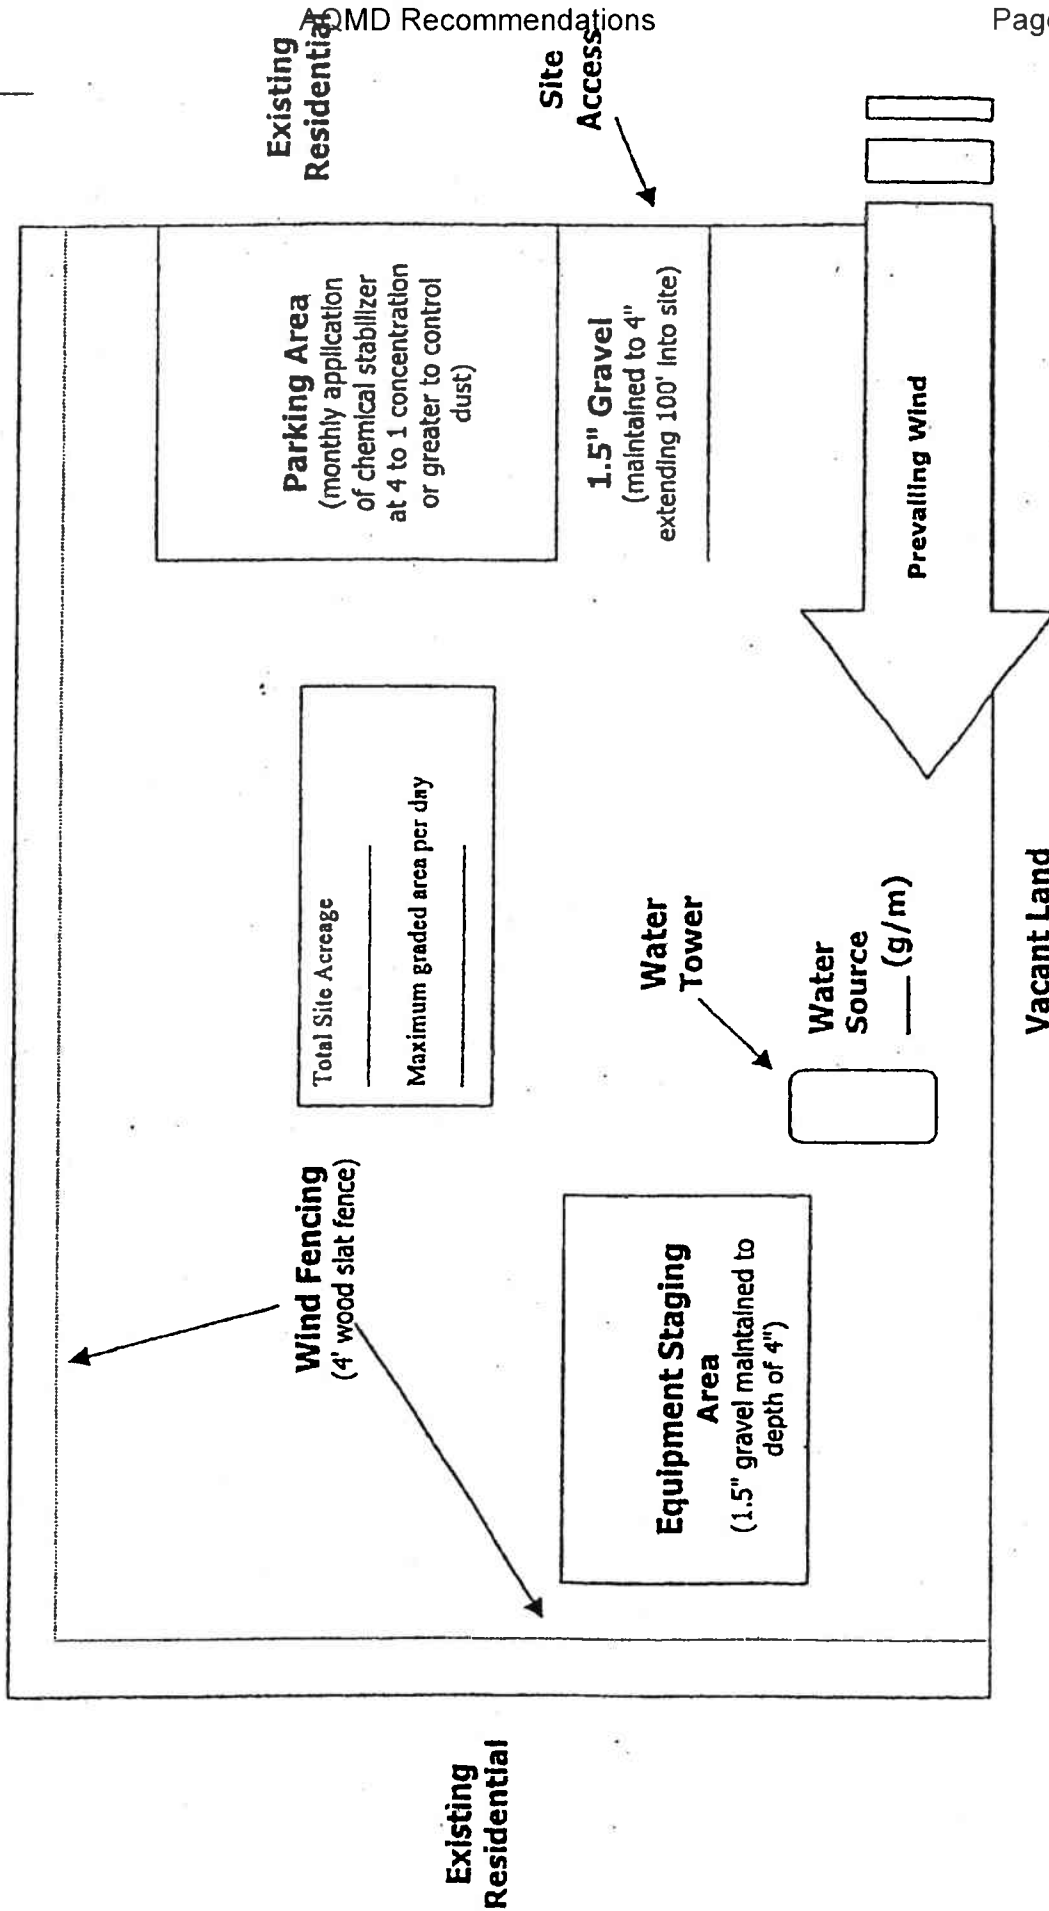 AQMD Recommendations
Page
Existing
Residential
Site
Access
Parking Area
(monthly application
of chemical stabilizer
at 4 to 1 concentration
or greater to control
dust)
1.5" Gravel
(maintained to 4"
extending 100' into site)
Prevailing Wind
Total Site Acreage
Maximum graded area per day
Water
Tower
Water
Source
(g/m)
Vacant Land
Wind Fencing
(4' wood slat fence)
Equipment Staging
Area
(1.5" gravel maintained to
depth of 4")
Existing
Residential